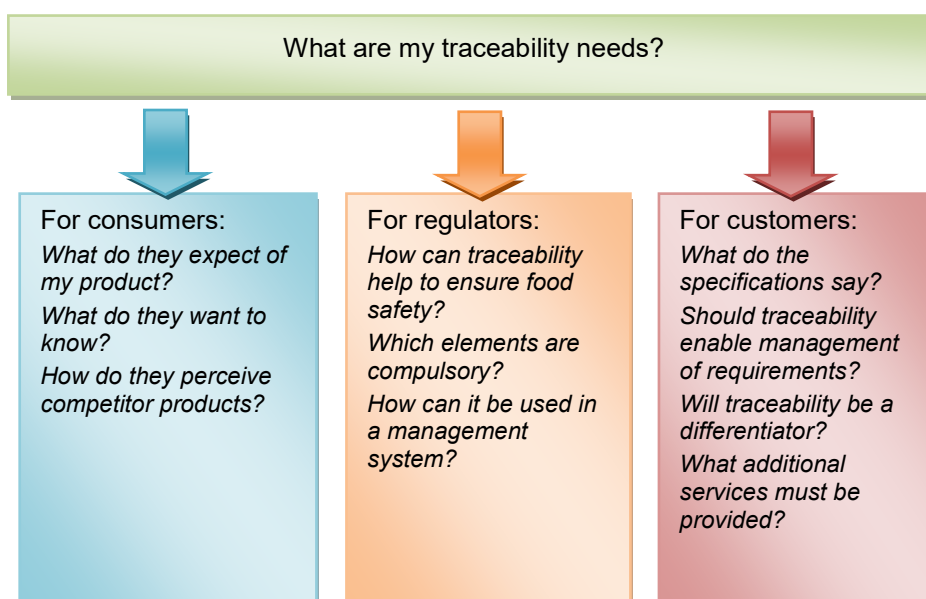 What are my traceability needs?
For consumers:
What do they expect of
my product?
What do they want to
know?
How do they perceive
competitor products?
For regulators:
How can traceability
help to ensure food
safety?
Which elements are
compulsory?
How can it be used in
a management
system?
For customers:
What do the
specifications say?
Should traceability
enable management
of requirements?
Will traceability be a
differentiator?
What additional
services must be
provided?